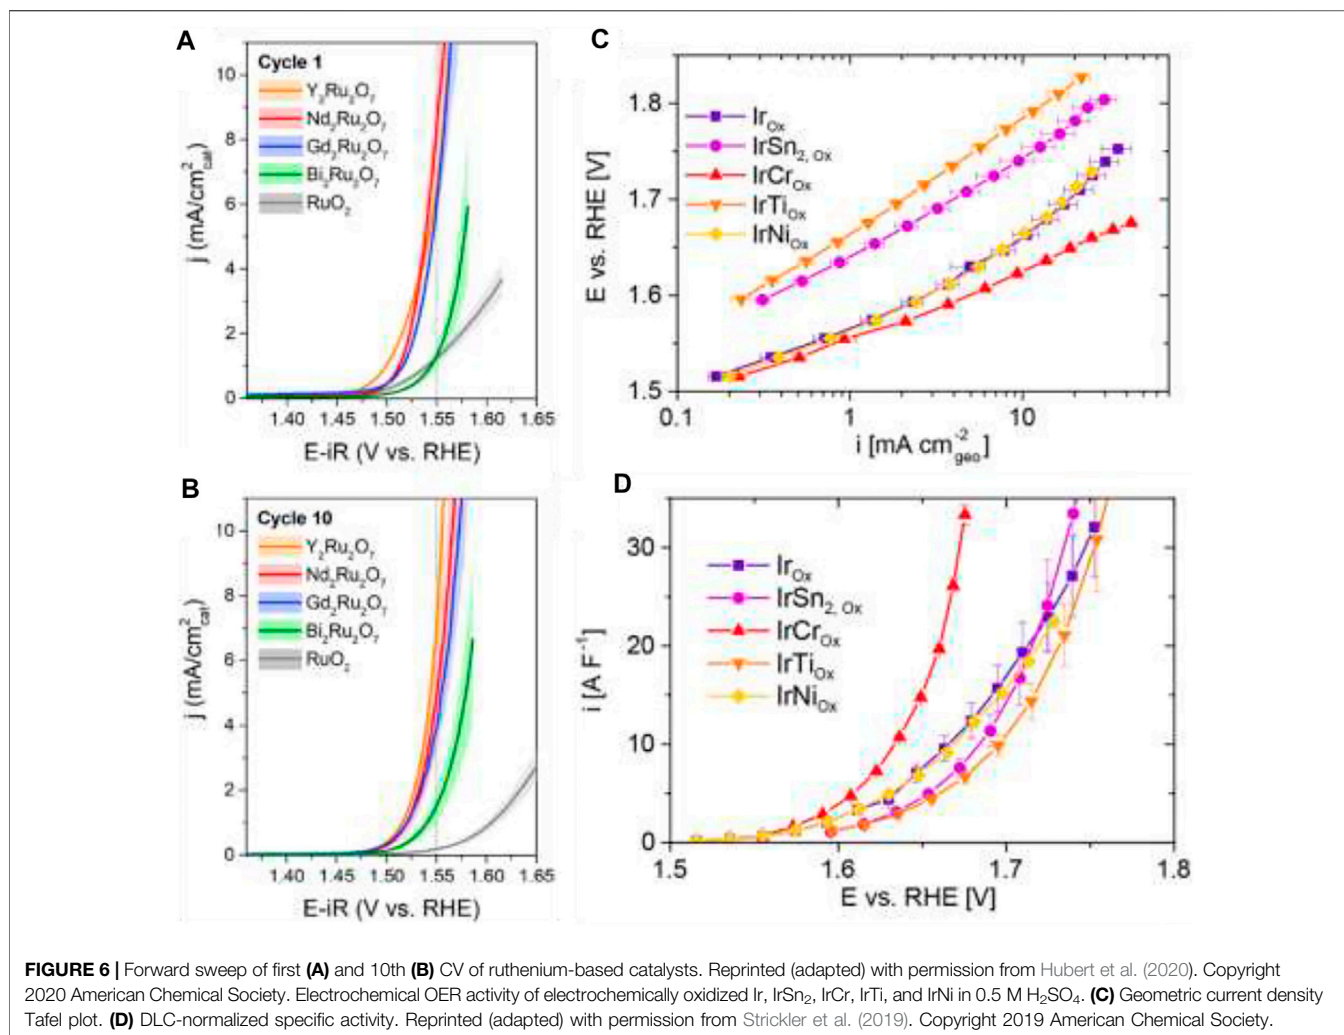 A
Cycle 1
Y₂Ru₂O₇
Nd₂Ru₂O₇
Gd₂Ru₂O₇
Bi₂Ru₂O₇
RuO₂
10
8
6
4
2
0
j (mA/cm²cat)
1.40 1.45 1.50 1.55 1.60 1.65
E-iR (V vs. RHE)
B
Cycle 10
Y₂Ru₂O₇
Nd₂Ru₂O₇
Gd₂Ru₂O₇
Bi₂Ru₂O₇
RuO₂
10
8
6
4
2
0
j (mA/cm²cat)
1.40 1.45 1.50 1.55 1.60 1.65
E-iR (V vs. RHE)
C
IrOx
IrSn2, Ox
IrCrOx
IrTiOx
IrNiOx
1.8
1.7
1.6
1.5
E vs. RHE [V]
0.1 1 10
i [mA cm⁻²geo]
D
IrOx
IrSn2, Ox
IrCrOx
IrTiOx
IrNiOx
30
20
10
0
i [A F⁻¹]
1.5 1.6 1.7 1.8
E vs. RHE [V]
FIGURE 6 | Forward sweep of first (A) and 10th (B) CV of ruthenium-based catalysts. Reprinted (adapted) with permission from Hubert et al. (2020). Copyright
2020 American Chemical Society. Electrochemical OER activity of electrochemically oxidized Ir, IrSn₂, IrCr, IrTi, and IrNi in 0.5 M H₂SO₄. (C) Geometric current density
Tafel plot. (D) DLC-normalized specific activity. Reprinted (adapted) with permission from Strickler et al. (2019). Copyright 2019 American Chemical Society.